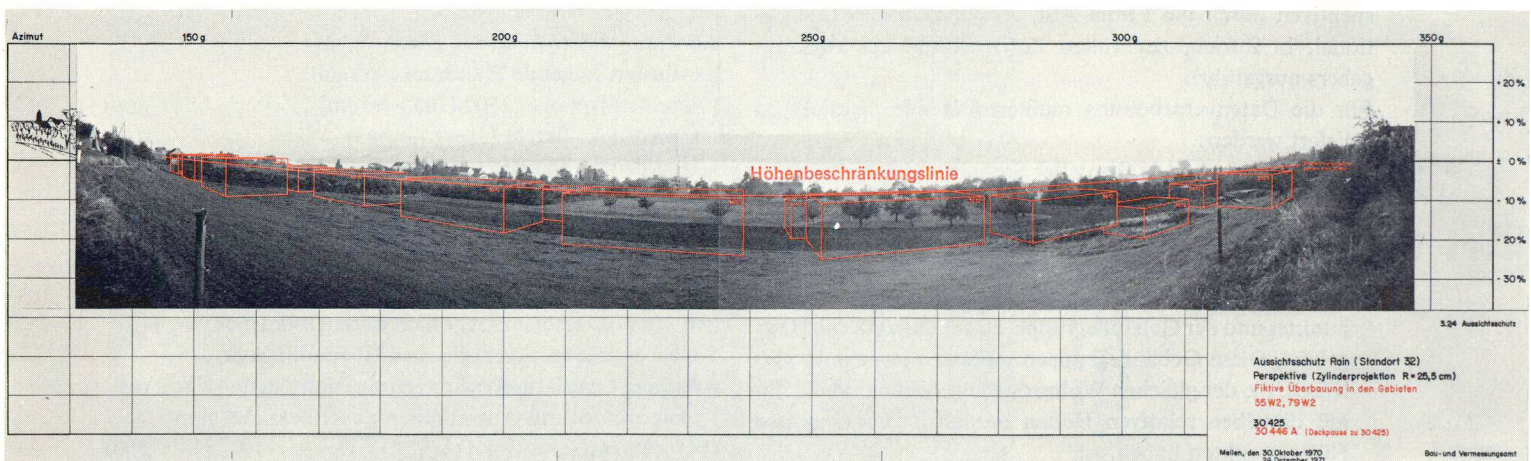 Azimut 150g 200g 250g 300g 350g
+ 20%
+ 10%
± 0%
- 10%
- 20%
- 30%
Höhenbeschränkungslinie
3.24 Aussichtsschutz
Aussichtsschutz Rain (Standort 32)
Perspektive (Zylinderprojektion R = 25,5 cm)
Fiktive Überbauung in den Gebieten
55 W2, 79 W2
30 425
30 446 A (Deckpause zu 30425)
Meilen, den 30. Oktober 1970 Bau- und Vermessungsamt
24. Dezember 1971